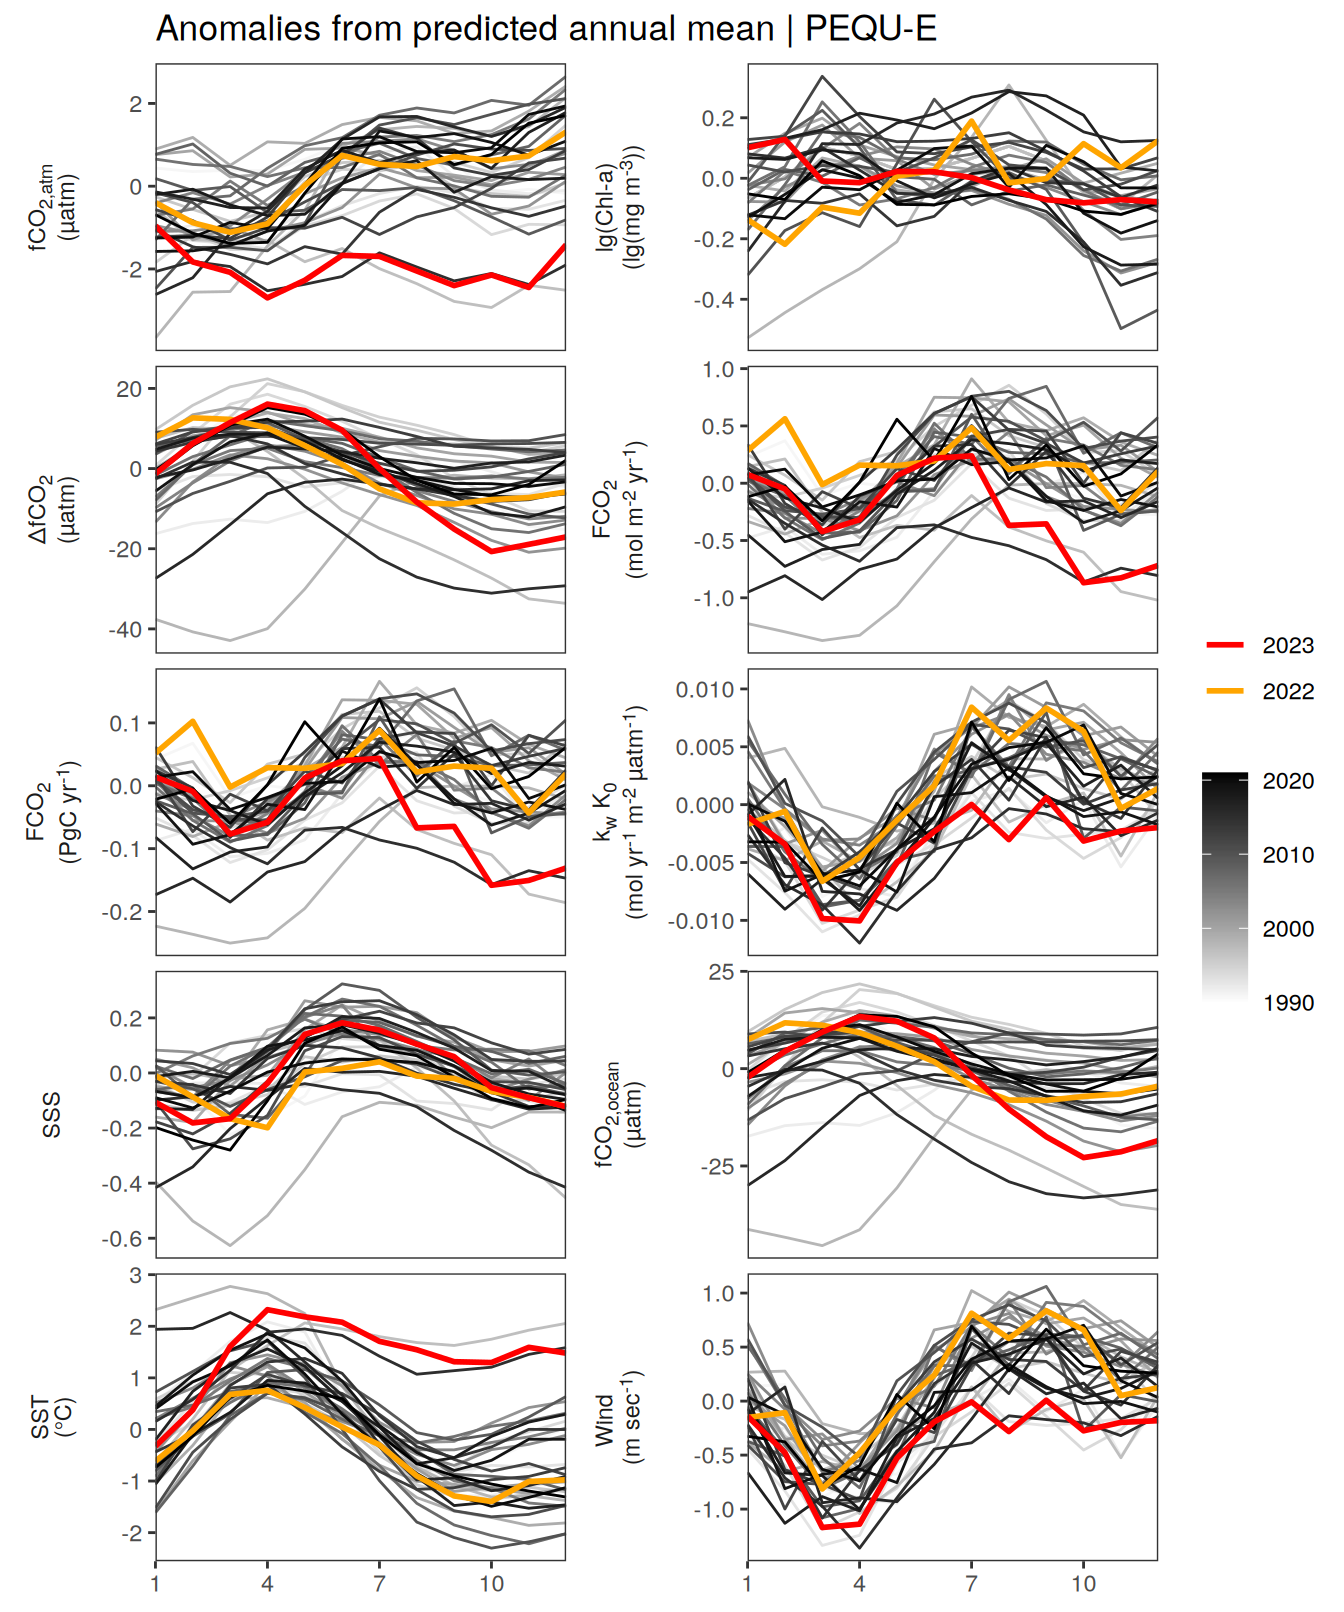 Anomalies from predicted annual mean | PEQU-E
fCO2,atm
(µatm)
2
0
-2
lg(Chl-a)
(lg(mg m-3))
0.2
0.0
-0.2
-0.4
ΔfCO2
(µatm)
20
0
-20
-40
FCO2
(mol m-2 yr-1)
1.0
0.5
0.0
-0.5
-1.0
FCO2
(PgC yr-1)
0.1
0.0
-0.1
-0.2
kw K0
(mol yr-1 m-2 µatm-1)
0.010
0.005
0.000
-0.005
-0.010
SSS
0.2
0.0
-0.2
-0.4
-0.6
fCO2,ocean
(µatm)
25
0
-25
SST
(°C)
3
2
1
0
-1
-2
1 4 7 10
Wind
(m sec-1)
1.0
0.5
0.0
-0.5
-1.0
1 4 7 10
2023
2022
2020
2010
2000
1990